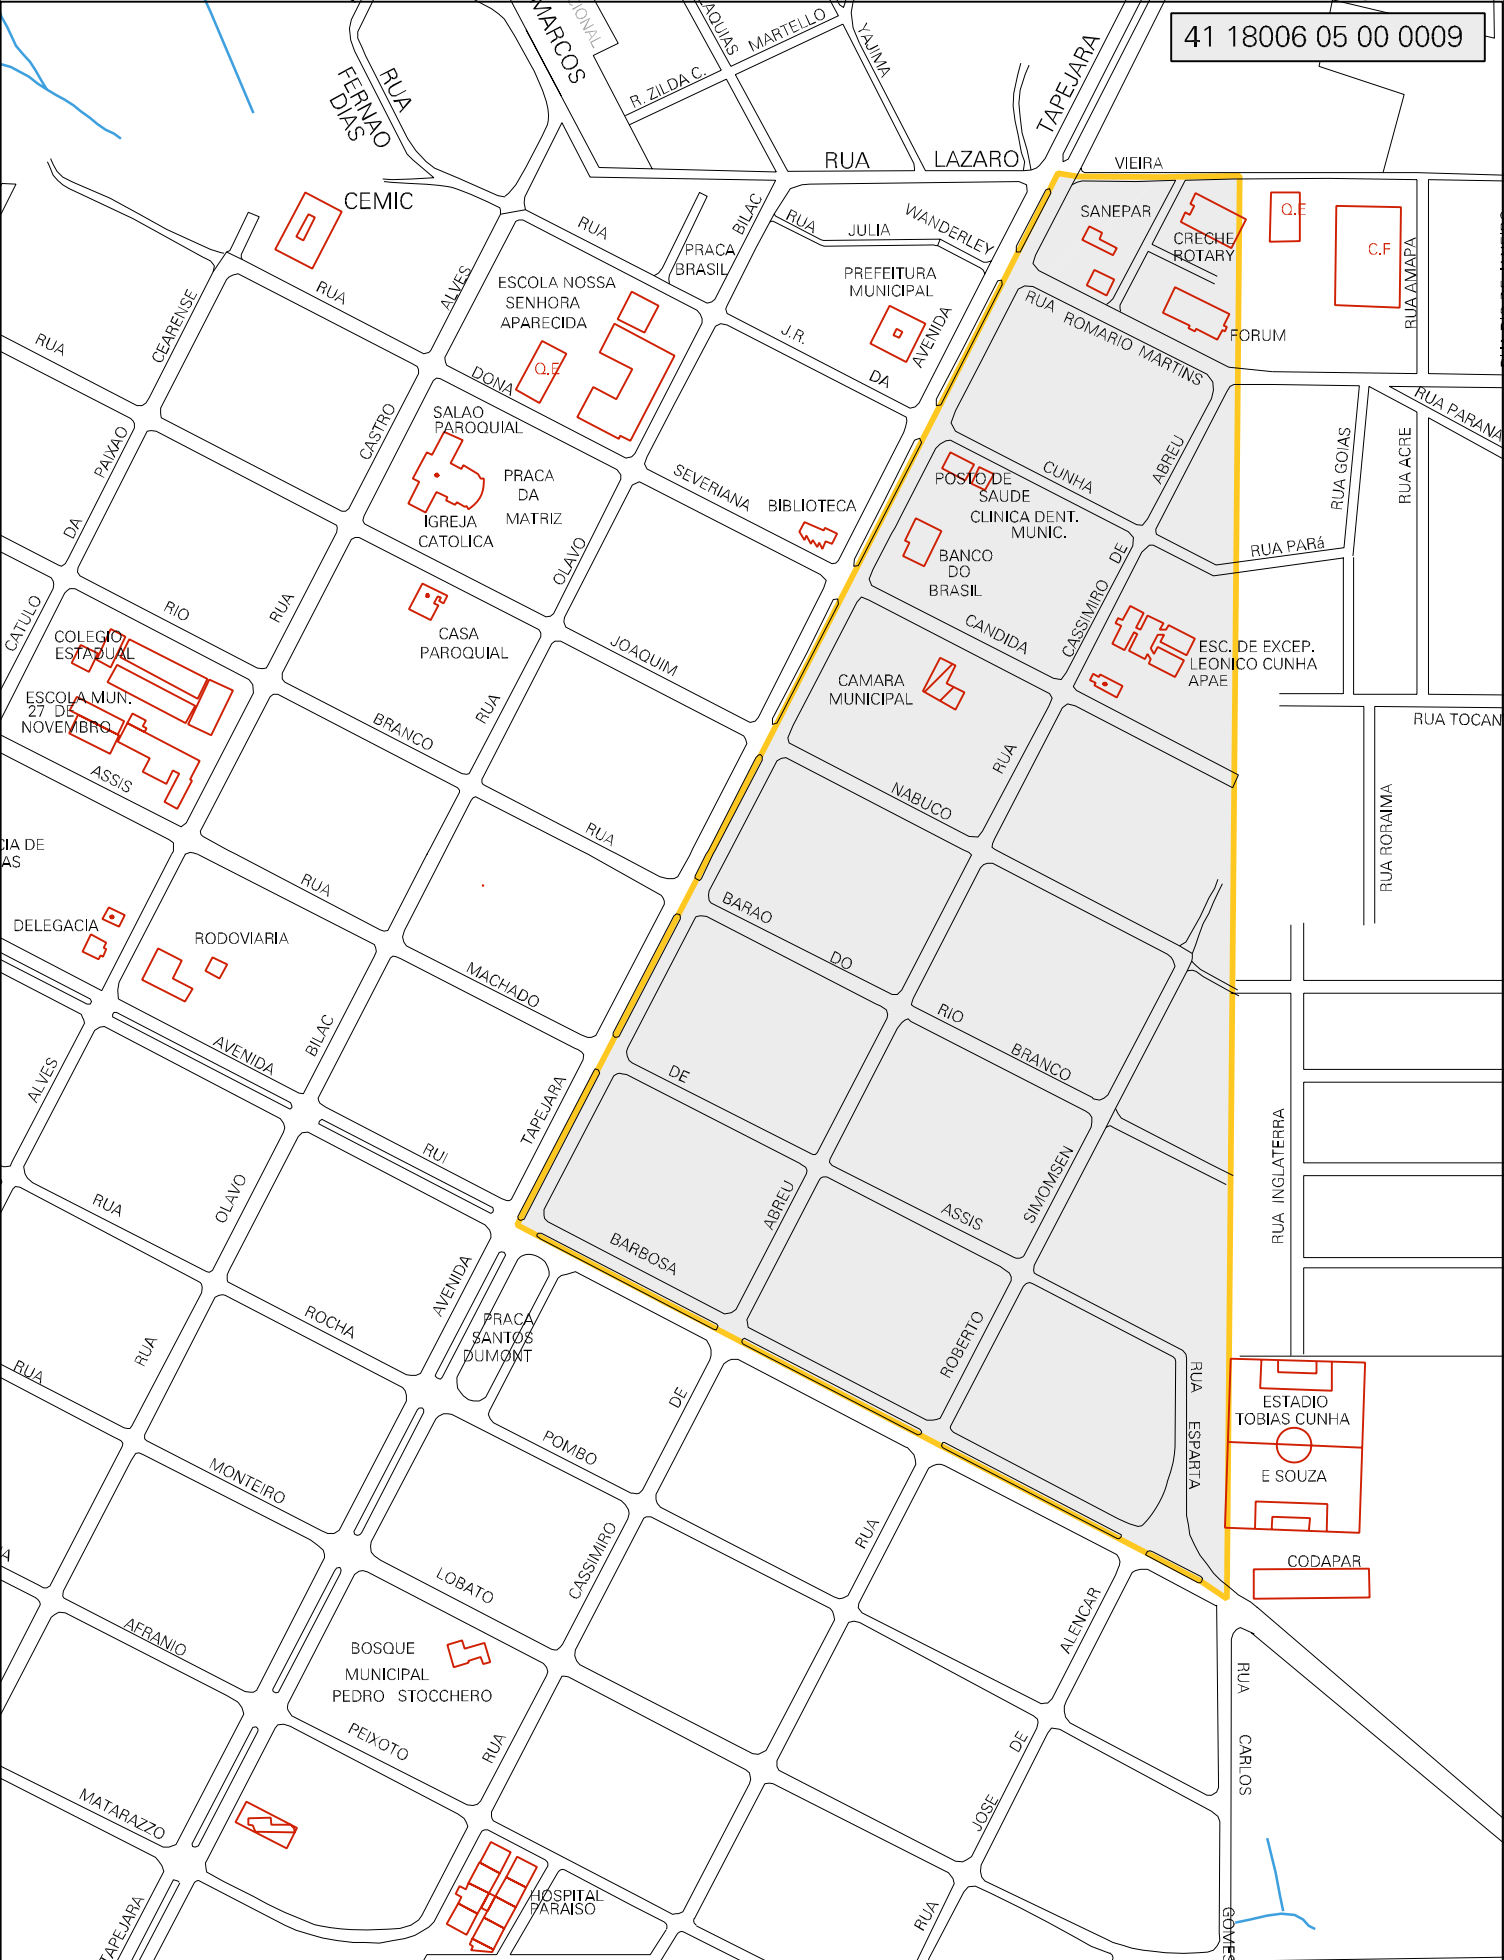 41 18006 05 00 0009
MARCOS
CIONAL
MARTELLO
YAJIMA
R. ZILDA C.
TAPEJARA
RUA
FERNAO
DIAS
RUA
LAZARO
VIEIRA
CEMIC
SANEPAR
CRECHE
ROTARY
Q.E
C.F
RUA AMAPA
RUA
PRACA
BRASIL
BILAC
RUA
JULIA
WANDERLEY
PREFEITURA
MUNICIPAL
ESCOLA NOSSA
SENHORA
APARECIDA
Q.E
ALVES
RUA
CEARENSE
RUA
J.R.
DA
AVENIDA
RUA
ROMARIO
MARTINS
FORUM
RUA PARANA
DONA
SALAO
PAROQUIAL
CASTRO
PRACA
DA
MATRIZ
IGREJA
CATOLICA
PAIXAO
DA
SEVERIANA
BIBLIOTECA
POSTO DE
SAUDE
CLINICA DENT.
MUNIC.
CUNHA
ABREU
RUA GOIAS
RUA ACRE
BANCO
DO
BRASIL
DE
CASSIMIRO
RUA PARá
OLAVO
RIO
RUA
CATULO
COLEGIO
ESTADUAL
CASA
PAROQUIAL
JOAQUIM
CANDIDA
ESC. DE EXCEP.
LEONICO CUNHA
APAE
CAMARA
MUNICIPAL
ESCOLA MUN.
27 DE
NOVEMBRO
RUA
BRANCO
RUA TOCAN
ASSIS
RUA
NABUCO
RUA
RUA RORAIMA
CIA DE
AS
RUA
BARAO
DO
DELEGACIA
RODOVIARIA
MACHADO
RIO
BRANCO
AVENIDA
BILAC
ALVES
DE
TAPEJARA
RUI
RUA INGLATERRA
RUA
OLAVO
ABREU
ASSIS
SIMOMSEN
BARBOSA
AVENIDA
ROCHA
RUA
PRACA
SANTOS
DUMONT
ROBERTO
RUA
ESPARTA
ESTADIO
TOBIAS CUNHA
E SOUZA
RUA
DE
POMBO
MONTEIRO
RUA
CASSIMIRO
LOBATO
CODAPAR
ALENCAR
AFRANIO
BOSQUE
MUNICIPAL
PEDRO STOCCHERO
RUA
CARLOS
GOMES
PEIXOTO
RUA
DE
JOSE
MATARAZZO
HOSPITAL
PARAISO
RUA
TAPEJARA